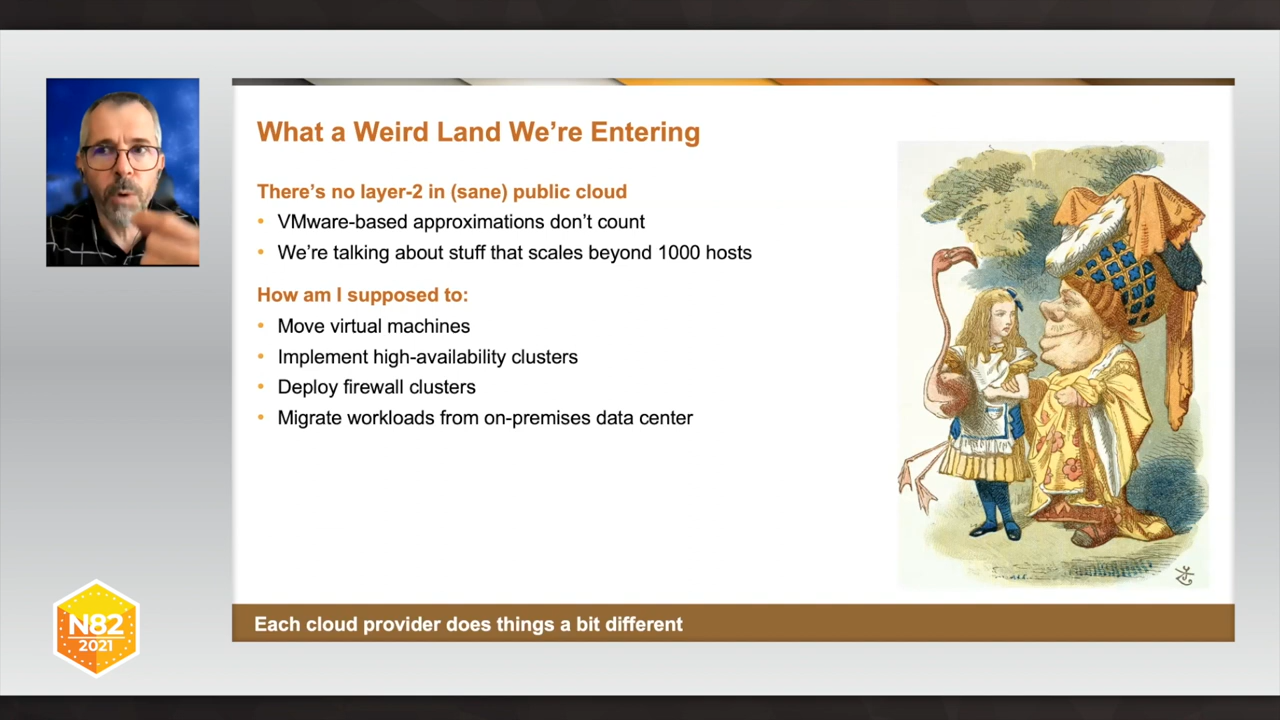 What a Weird Land We're Entering
There's no layer-2 in (sane) public cloud
• VMware-based approximations don't count
• We're talking about stuff that scales beyond 1000 hosts
How am I supposed to:
• Move virtual machines
• Implement high-availability clusters
• Deploy firewall clusters
• Migrate workloads from on-premises data center
Each cloud provider does things a bit different
N82
2021